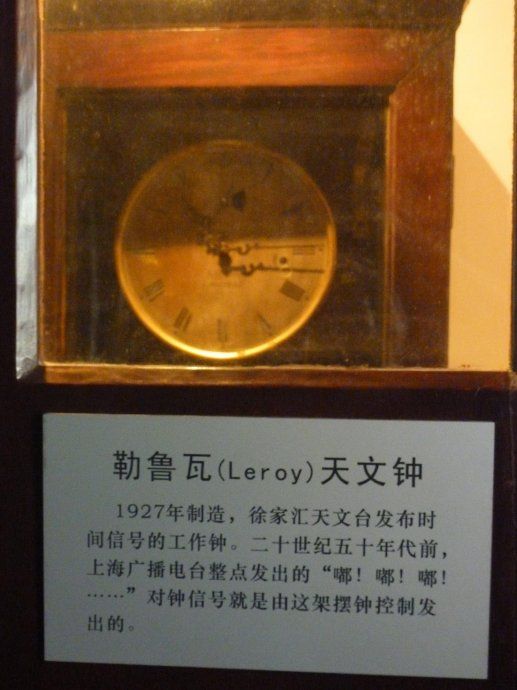 勒鲁瓦(Leroy)天文钟
1927年制造，徐家汇天文台发布时
间信号的工作钟。二十世纪五十年代前，
上海广播电台整点发出的“嘟！嘟！嘟！
……”对钟信号就是由这架摆钟控制发
出的。